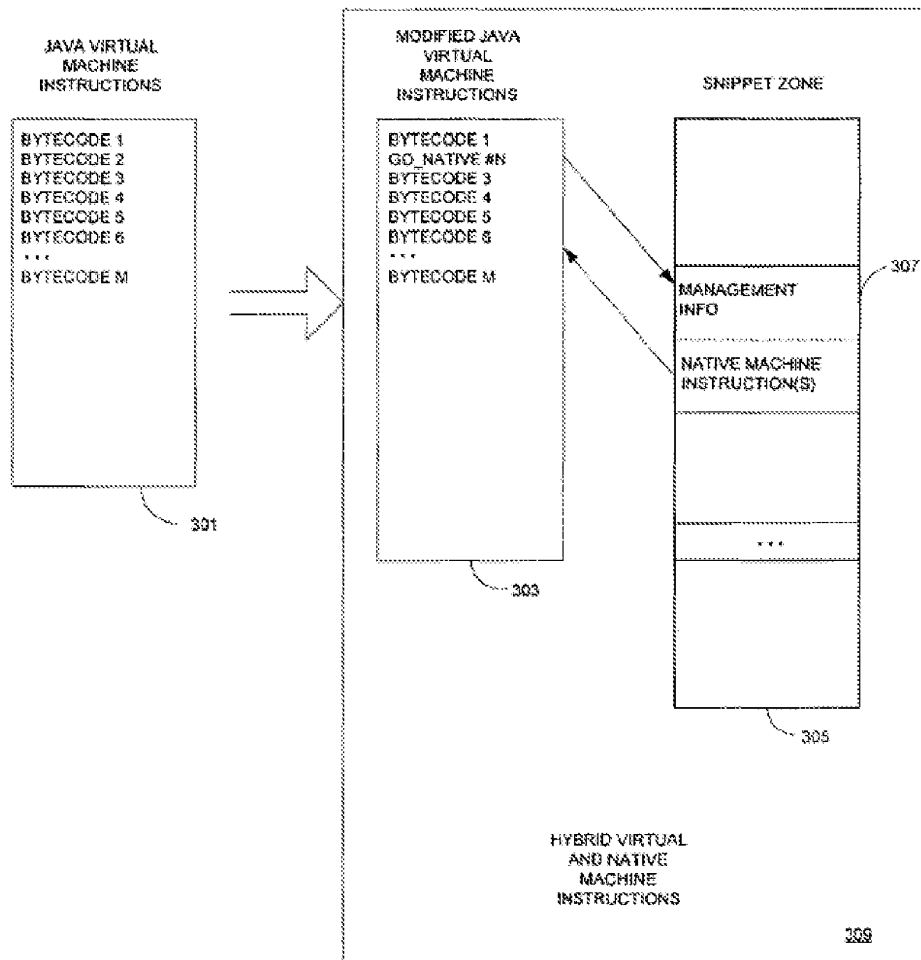 JAVA VIRTUAL
MACHINE
INSTRUCTIONS
BYTECODE 1
BYTECODE 2
BYTECODE 3
BYTECODE 4
BYTECODE 5
BYTECODE 6
...
BYTECODE M
301
MODIFIED JAVA
VIRTUAL
MACHINE
INSTRUCTIONS
BYTECODE 1
GO_NATIVE #N
BYTECODE 3
BYTECODE 4
BYTECODE 5
BYTECODE 6
...
BYTECODE M
303
SNIPPET ZONE
307
MANAGEMENT
INFO
NATIVE MACHINE
INSTRUCTION(S)
...
305
HYBRID VIRTUAL
AND NATIVE
MACHINE
INSTRUCTIONS
309